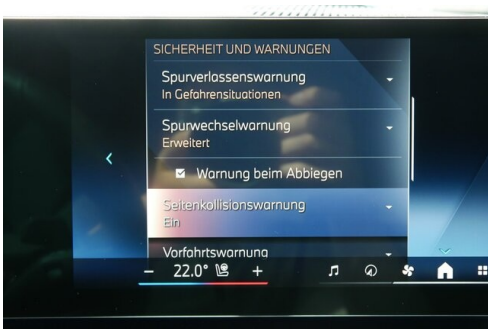 SICHERHEIT UND WARNUNGEN
Spurverlassenswarnung
In Gefahrensituationen
Spurwechselwarnung
Erweitert
Warnung beim Abbiegen
Seitenkollisionswarnung
Ein
Vorfahrtswarnung
- 22.0° +